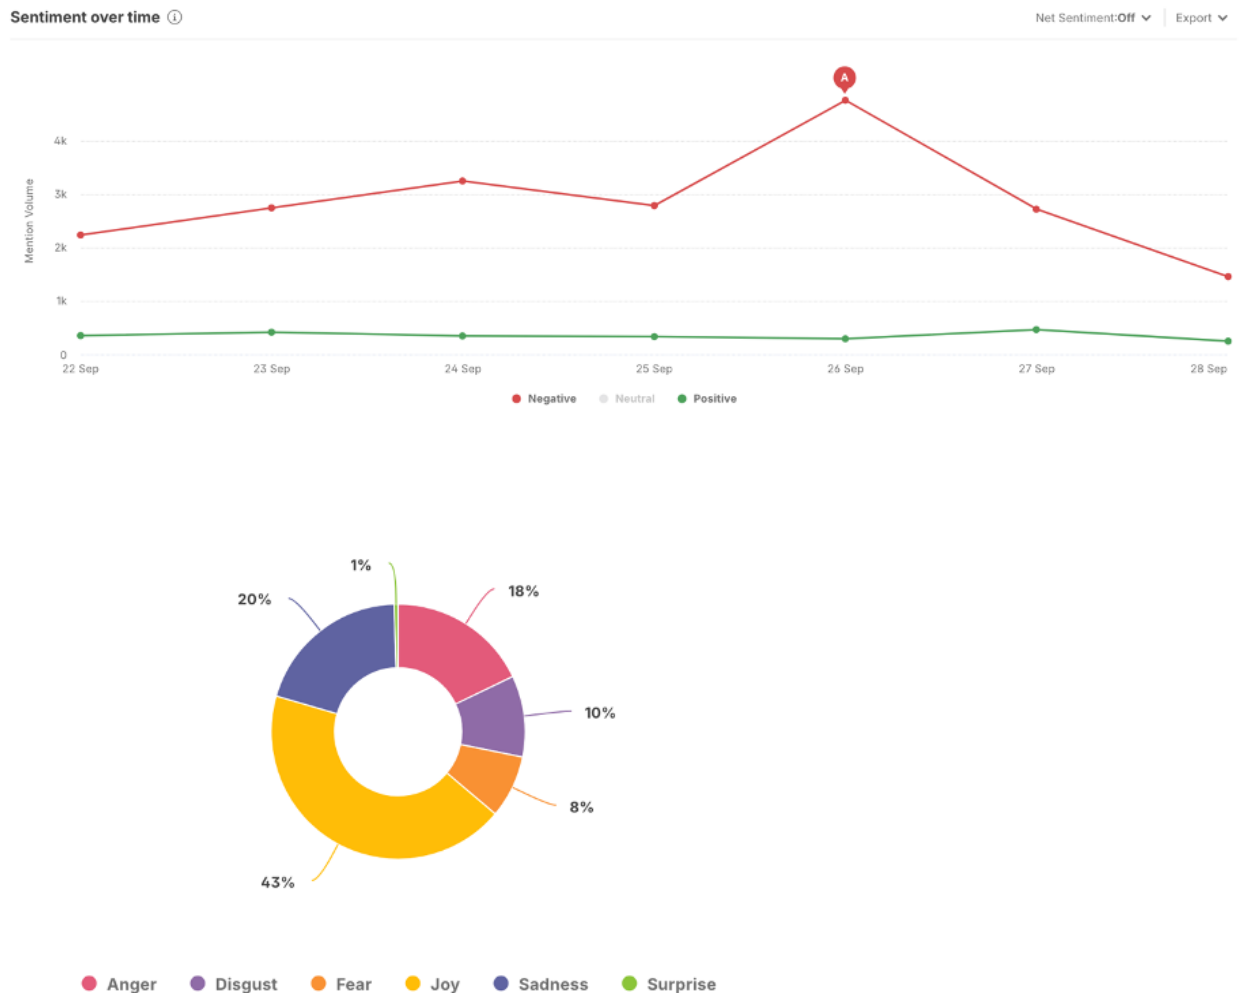 Sentiment over time ⓘ Net Sentiment:Off Export
A
4k
3k
Mention Volume
2k
1k
0
22 Sep 23 Sep 24 Sep 25 Sep 26 Sep 27 Sep 28 Sep
Negative Neutral Positive
1%
18%
20%
10%
8%
43%
Anger Disgust Fear Joy Sadness Surprise